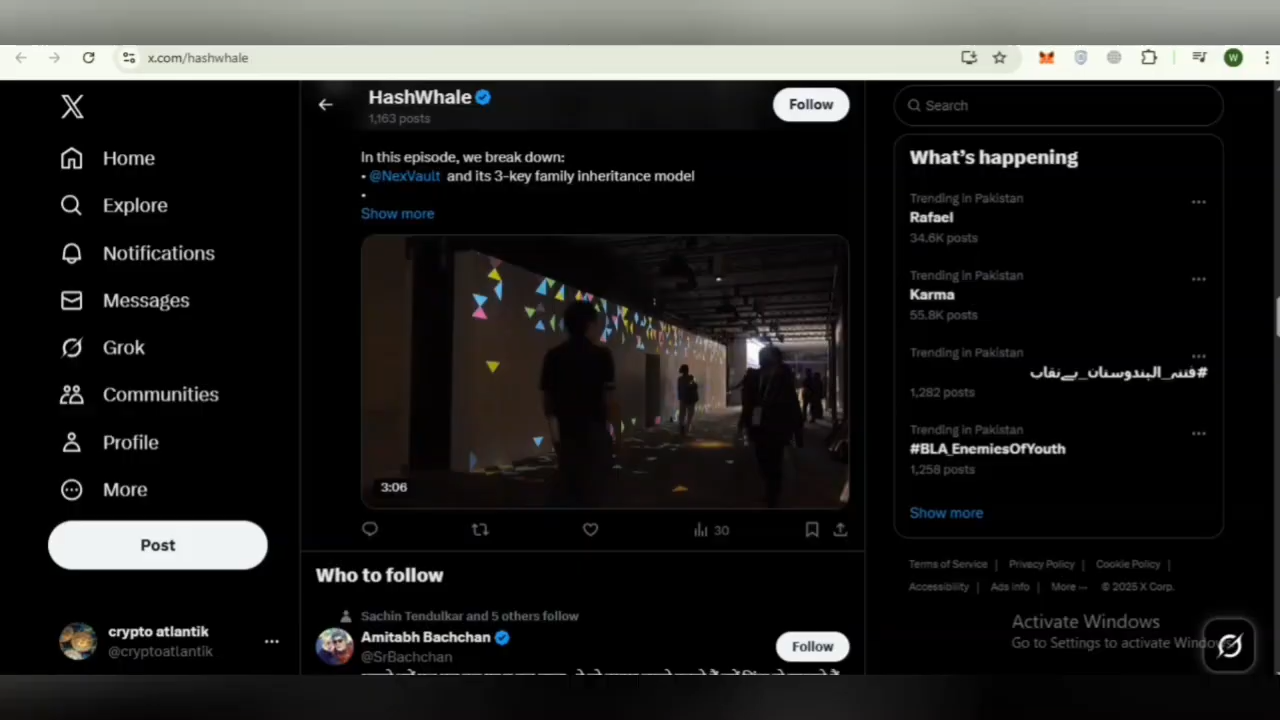 x.com/hashwhale
W
Home
Explore
Notifications
Messages
Grok
Communities
Profile
More
Post
crypto atlantik
@cryptoatlantik
HashWhale
1,163 posts
Follow
In this episode, we break down:
• @NexVault and its 3-key family inheritance model
•
Show more
3:06
30
Who to follow
Sachin Tendulkar and 5 others follow
Amitabh Bachchan
@SrBachchan
Follow
Search
What's happening
Trending in Pakistan
Rafael
34.6K posts
Trending in Pakistan
Karma
55.8K posts
Trending in Pakistan
#فتنہ_الہندوستان_بےنقاب
1,282 posts
Trending in Pakistan
#BLA_EnemiesOfYouth
1,258 posts
Show more
Terms of Service | Privacy Policy | Cookie Policy |
Accessibility | Ads info | More ··· © 2025 X Corp.
Activate Windows
Go to Settings to activate Windows